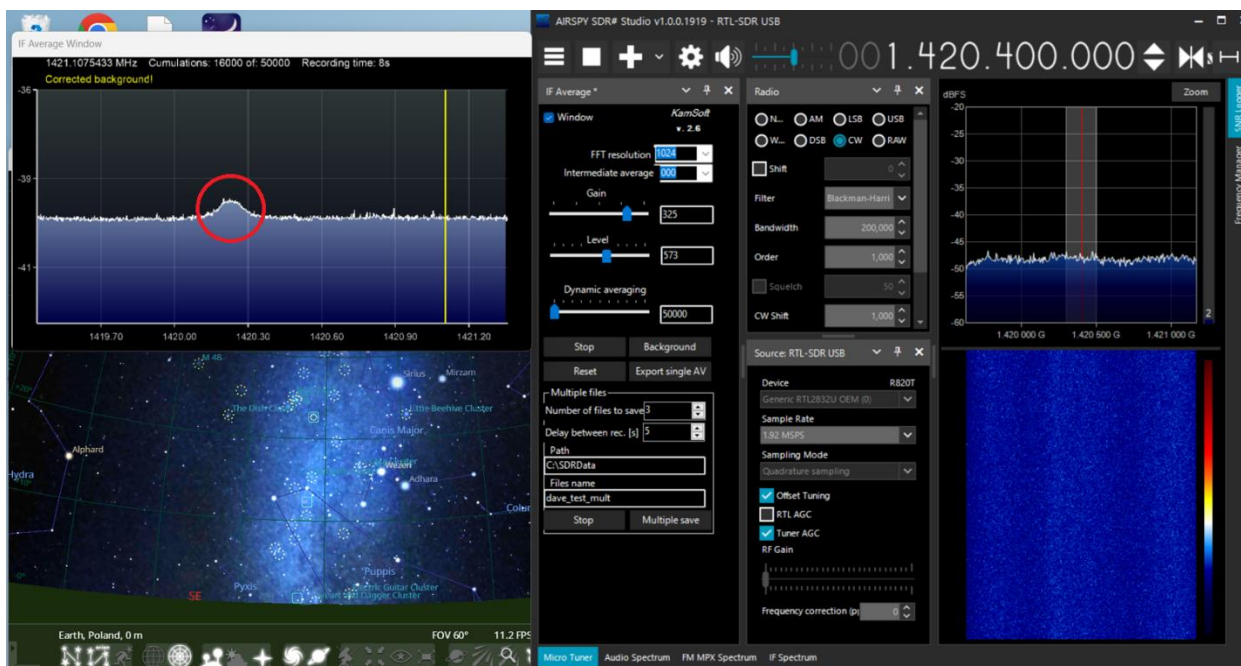 IF Average Window
1421.1075433 MHz Cumulations: 16000 of: 50000 Recording time: 8s
Corrected background!
-36
-39
-41
1419.70 1420.00 1420.30 1420.60 1420.90 1421.20
M 48
Sirius
Mirzam
The Dish Cluster
Little Beehive Cluster
Canis Major
Alphard
Wezen
Adhara
Hydra
Puppis
Pyxis
SE
Earth, Poland, 0 m FOV 60° 11.2 FPS
AIRSPY SDR# Studio v1.0.0.1919 - RTL-SDR USB
001.420.400.000
IF Average *
Window
KamSoft
v. 2.6
FFT resolution 1024
Intermediate average 000
Gain
325
Level
573
Dynamic averaging
50000
Stop Background
Reset Export single AV
Multiple files
Number of files to save 3
Delay between rec. [s] 5
Path
C:\SDRData
Files name
dave_test_mult
Stop Multiple save
Radio
N... AM LSB USB
W... DSB CW RAW
Shift 0
Filter Blackman-Harri
Bandwidth 200,000
Order 1,000
Squelch 50
CW Shift 1,000
Source: RTL-SDR USB
Device R820T
Generic RTL2832U OEM (0)
Sample Rate
1.92 MSPS
Sampling Mode
Quadrature sampling
Offset Tuning
RTL AGC
Tuner AGC
RF Gain
Frequency correction (p 0
dBFS
Zoom
-20
-25
-30
-35
-40
-45
-50
-55
-60
2
1.420 000 G 1.420 500 G 1.421 000 G
SNR Logger
Frequency Manager
Micro Tuner Audio Spectrum FM MPX Spectrum IF Spectrum